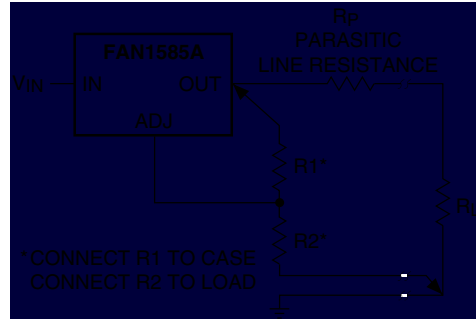 RP
PARASITIC
LINE RESISTANCE
FAN1585A
VIN
IN
OUT
ADJ
R1*
R2*
RL
*CONNECT R1 TO CASE
CONNECT R2 TO LOAD